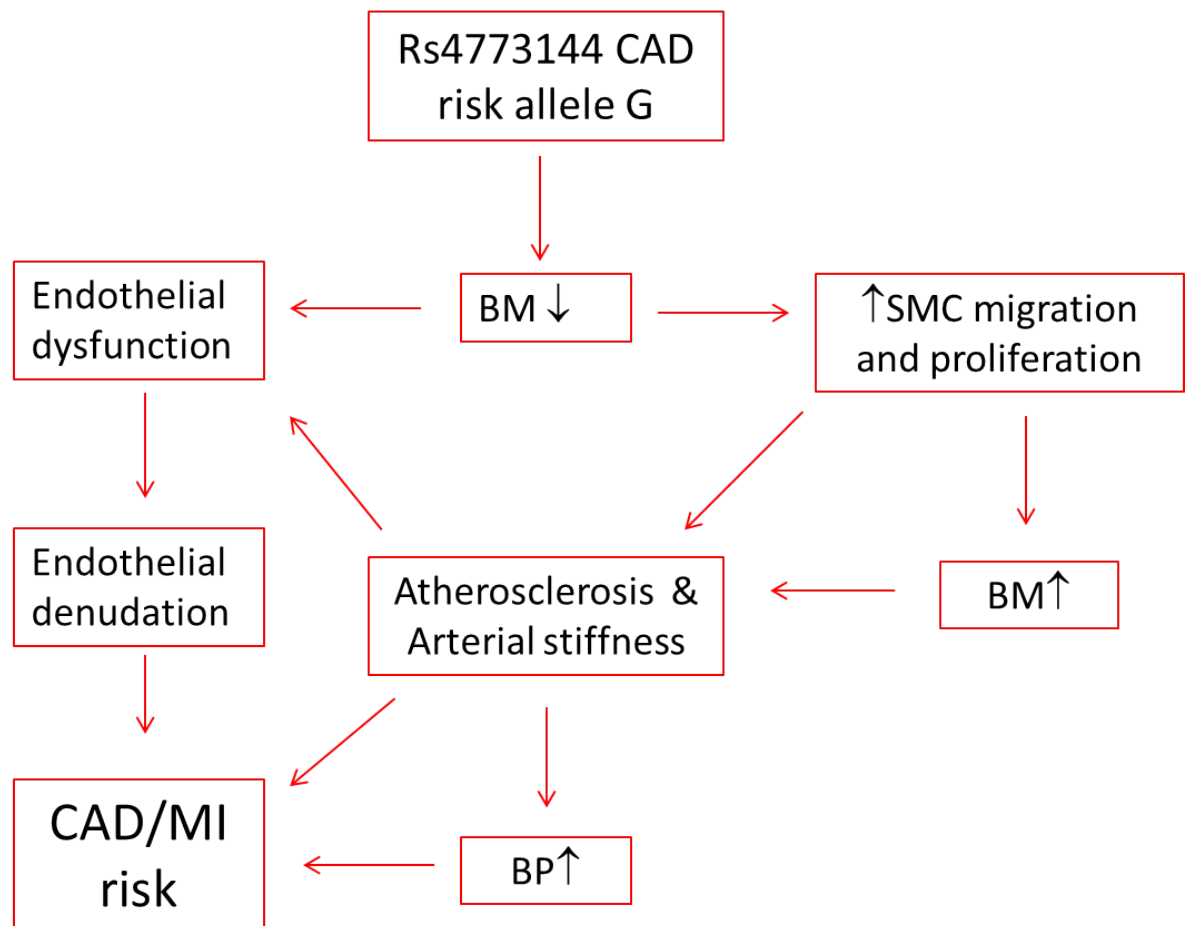 Rs4773144 CAD
risk allele G
Endothelial
dysfunction
BM ↓
↑SMC migration
and proliferation
Endothelial
denudation
Atherosclerosis &
Arterial stiffness
BM↑
CAD/MI
risk
BP↑